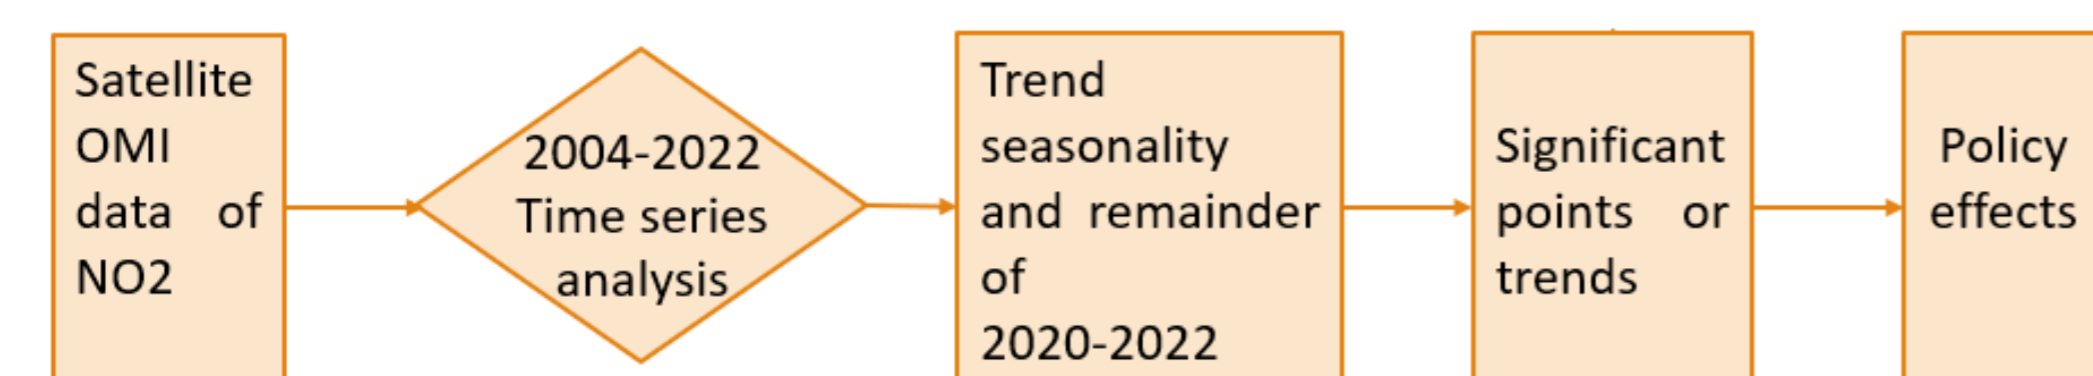 Satellite
OMI
data of
NO2
2004-2022
Time series
analysis
Trend
seasonality
and remainder
of
2020-2022
Significant
points or
trends
Policy
effects